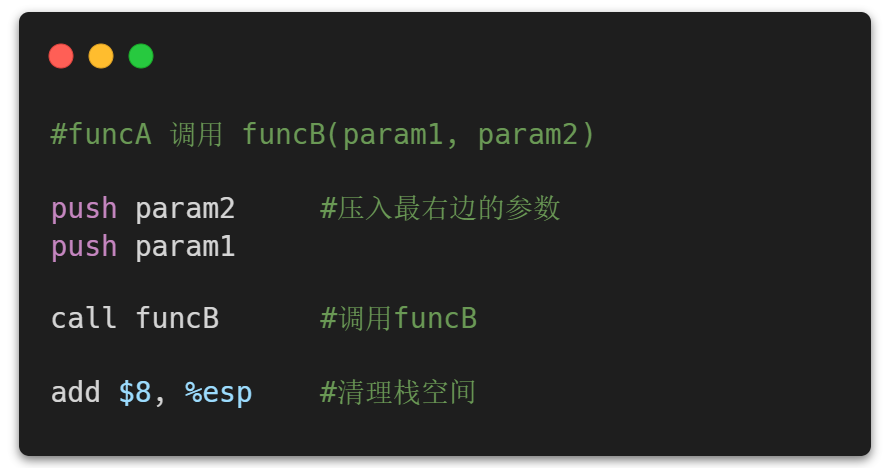 #funcA 调用 funcB(param1, param2)
push param2     #压入最右边的参数
push param1
call funcB      #调用funcB
add $8, %esp    #清理栈空间